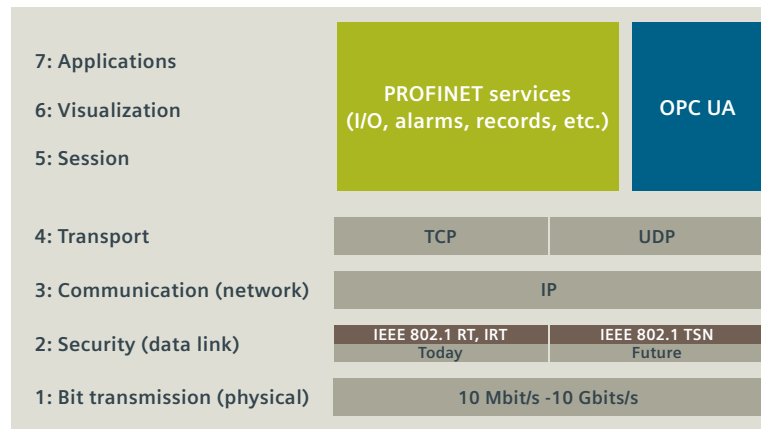 7: Applications
6: Visualization
5: Session
PROFINET services
(I/O, alarms, records, etc.)
OPC UA
4: Transport
TCP
UDP
3: Communication (network)
IP
2: Security (data link)
IEEE 802.1 RT, IRT
IEEE 802.1 TSN
Today
Future
1: Bit transmission (physical)
10 Mbit/s -10 Gbits/s